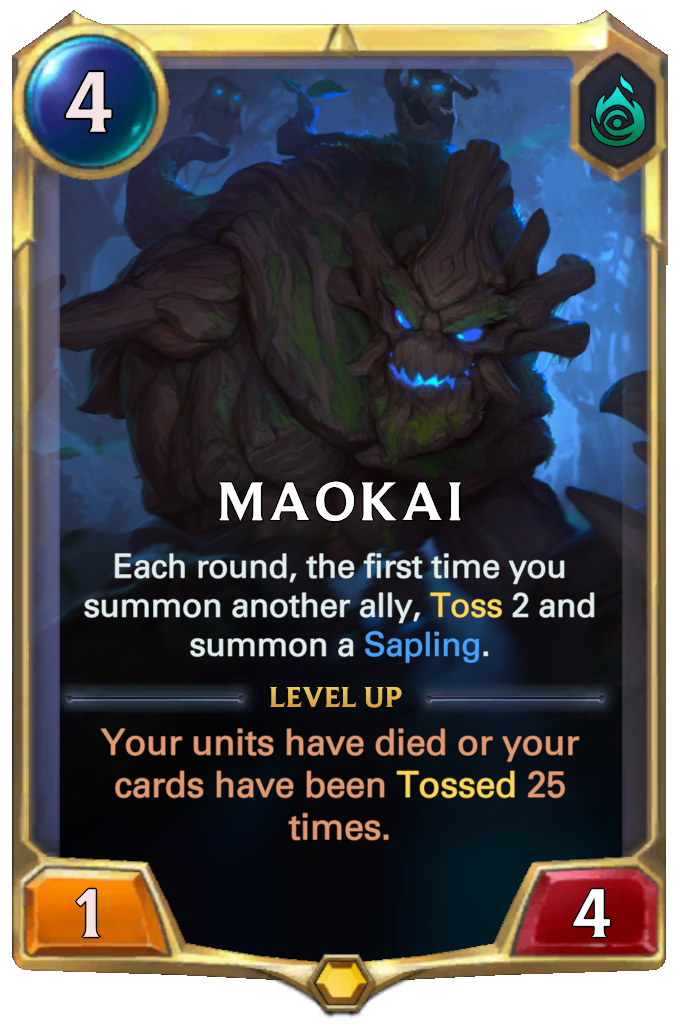 4
MAOKAI
Each round, the first time you
summon another ally, Toss 2 and
summon a Sapling.
LEVEL UP
Your units have died or your
cards have been Tossed 25
times.
1
4